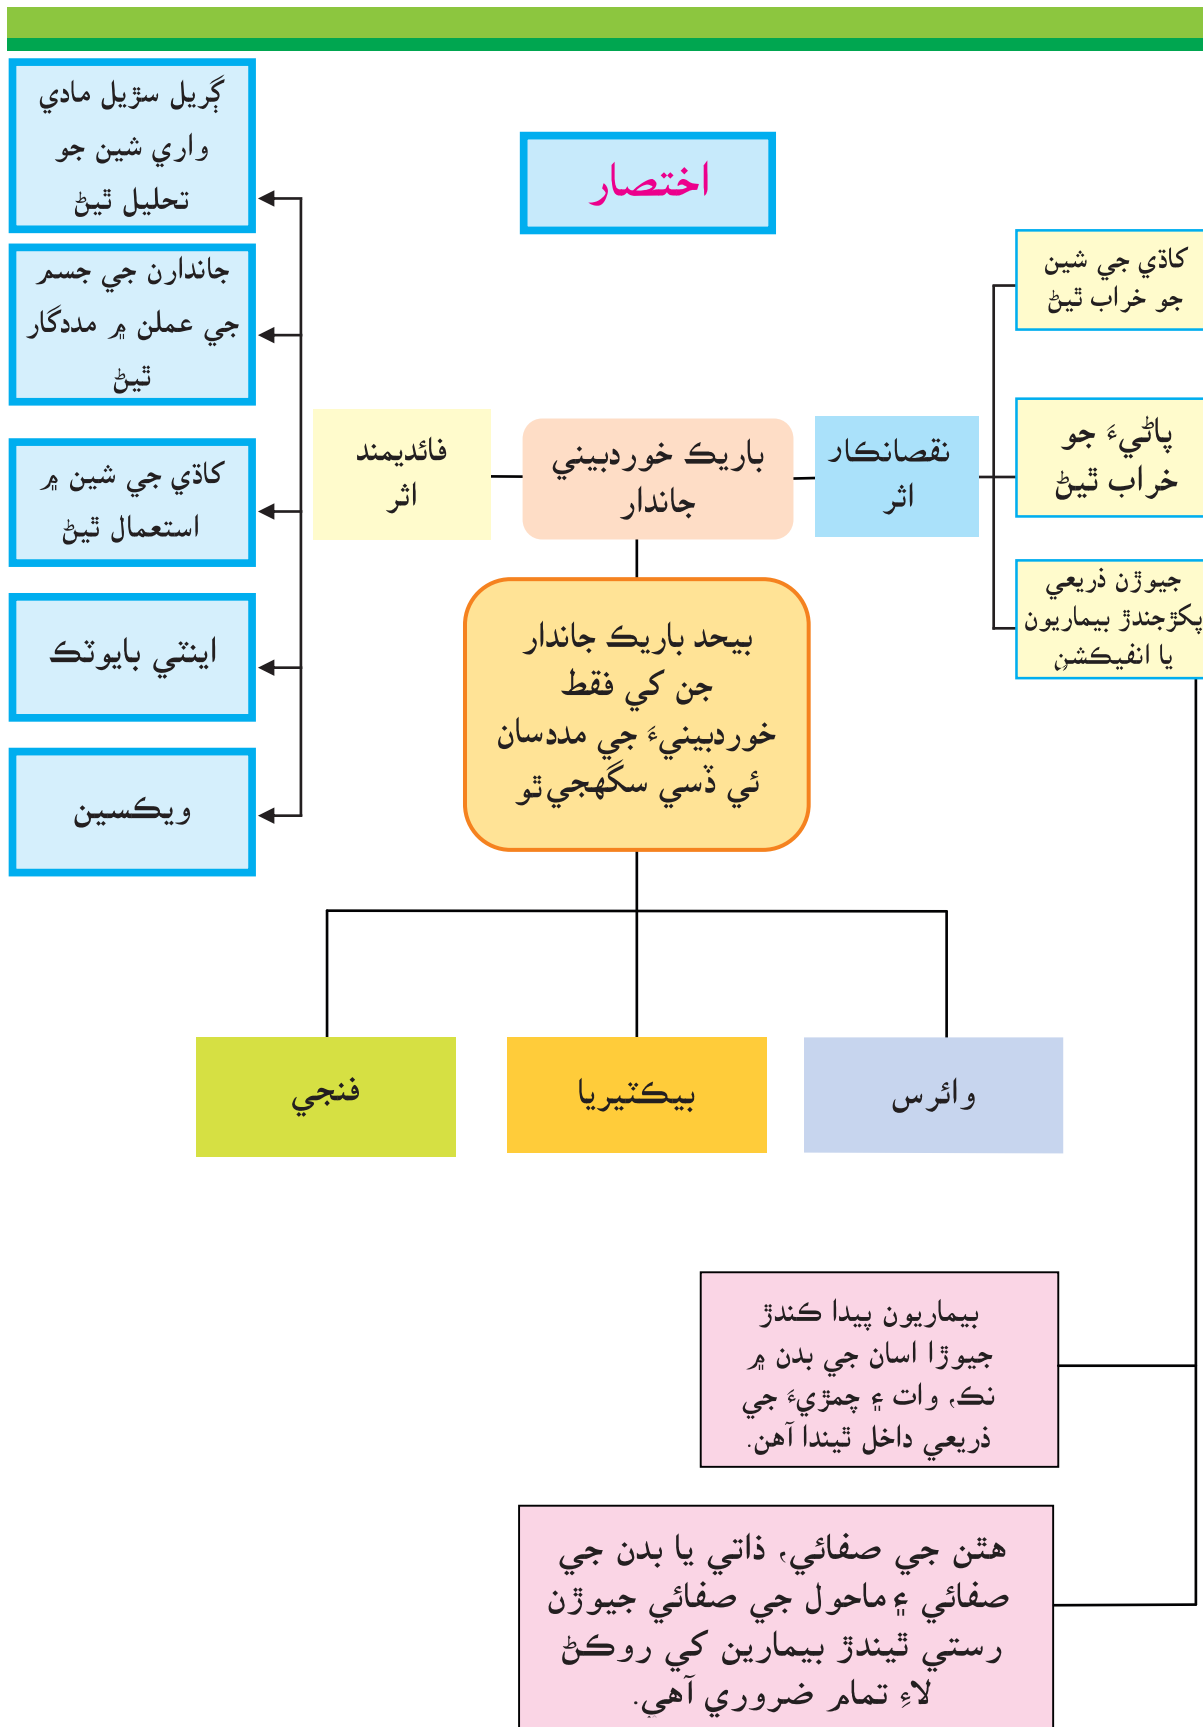 اختصار
باريڪ خوردبيني
جاندار
نقصانڪار
اثر
کاڌي جي شين
جو خراب ٿيڻ
پاڻيءَ جو
خراب ٿيڻ
جيوڙن ذريعي
پکڙجندڙ بيماريون
يا انفيڪشن
فائديمند
اثر
ڳريل سڙيل مادي
واري شين جو
تحليل ٿيڻ
جاندارن جي جسم
جي عملن ۾ مددگار
ٿيڻ
کاڌي جي شين ۾
استعمال ٿيڻ
اينٽي بايوٽڪ
ويڪسين
بيحد باريڪ جاندار
جن کي فقط
خوردبينيءَ جي مددسان
ئي ڏسي سگهجي ٿو
وائرس
بيڪٽيريا
فنجي
بيماريون پيدا ڪندڙ
جيوڙا اسان جي بدن ۾
نڪ، وات ۽ چمڙيءَ جي
ذريعي داخل ٿيندا آهن.
هٿن جي صفائي، ذاتي يا بدن جي
صفائي ۽ ماحول جي صفائي جيوڙن
رستي ٿيندڙ بيمارين کي روڪڻ
لاءِ تمام ضروري آهي.